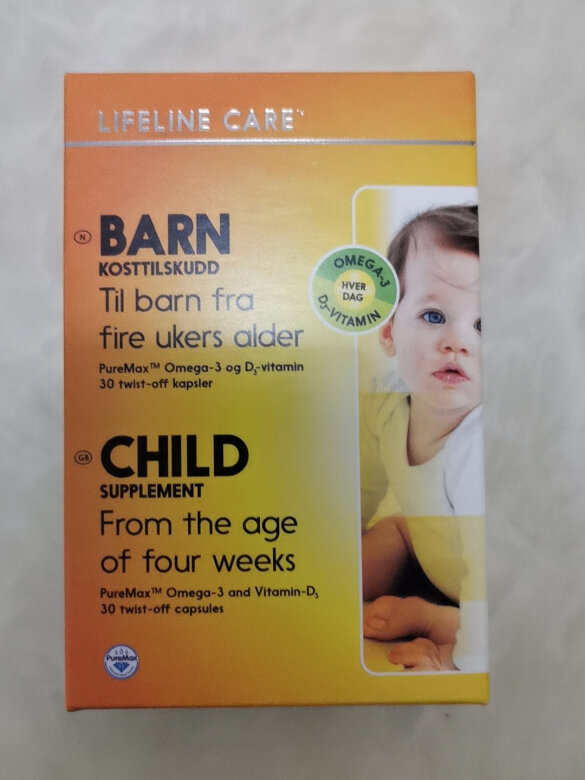 LIFELINE CARE™
N
BARN
KOSTTILSKUDD
Til barn fra
fire ukers alder
PureMax™ Omega-3 og D₃-vitamin
30 twist-off kapsler
OMEGA-3
HVER
DAG
D₃-VITAMIN
GB
CHILD
SUPPLEMENT
From the age
of four weeks
PureMax™ Omega-3 and Vitamin-D₃
30 twist-off capsules
PureMax